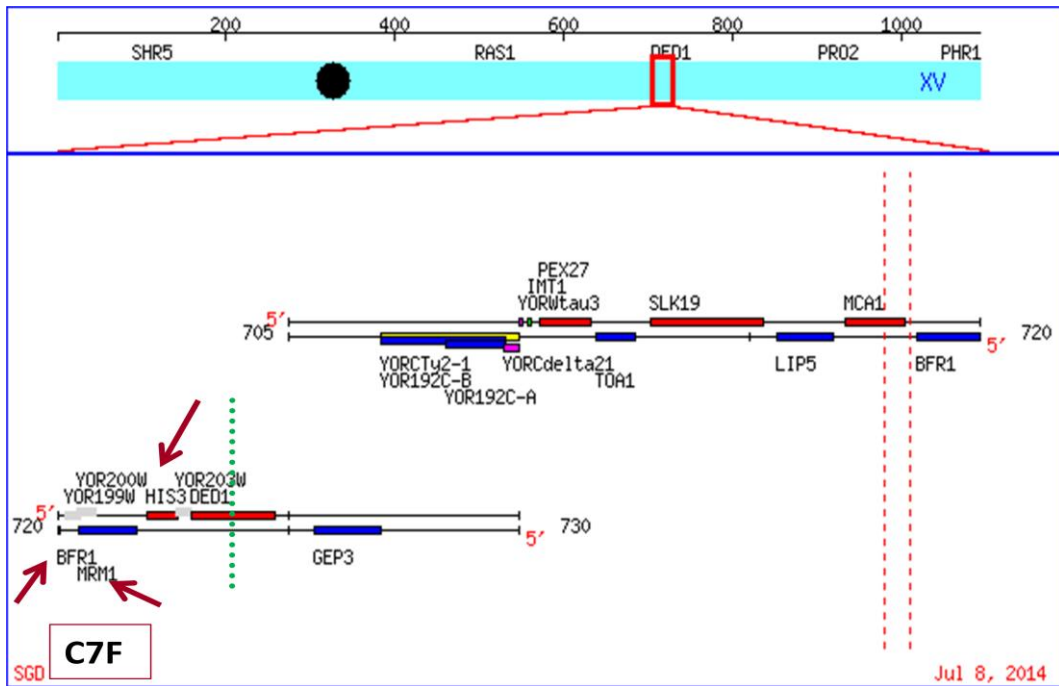 200 400 600 800 1000
SHR5 RAS1 DED1 PRO2 PHR1
XV
PEX27
IMT1
YORWtau3 SLK19 MCA1
5'
705 720
5'
YORCTy2-1 YORCdelta21 LIP5 BFR1
YOR192C-B TOA1
YOR192C-A
YOR200W YOR203W
YOR199W HIS3 DED1
5'
720 730
5'
BFR1 GEP3
MRM1
C7F
SGD Jul 8, 2014